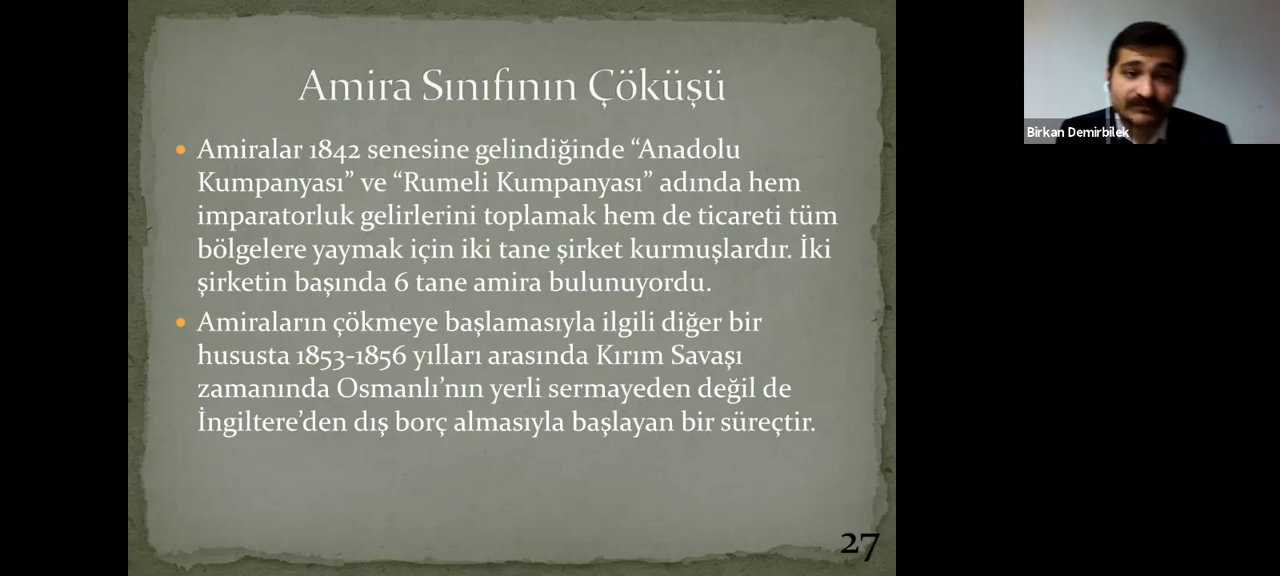 Amira Sınıfının Çöküşü
Amiralar 1842 senesine gelindiğinde “Anadolu
Kumpanyası” ve “Rumeli Kumpanyası” adında hem
imparatorluk gelirlerini toplamak hem de ticareti tüm
bölgelere yaymak için iki tane şirket kurmuşlardır. İki
şirketin başında 6 tane amira bulunuyordu.
Amiraların çökmeye başlamasıyla ilgili diğer bir
hususta 1853-1856 yılları arasında Kırım Savaşı
zamanında Osmanlı’nın yerli sermayeden değil de
İngiltere’den dış borç almasıyla başlayan bir süreçtir.
27
Birkan Demirbilek